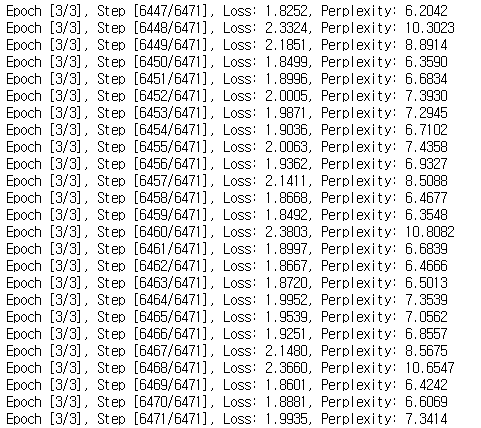 Epoch [3/3], Step [6447/6471], Loss: 1.8252, Perplexity: 6.2042
Epoch [3/3], Step [6448/6471], Loss: 2.3324, Perplexity: 10.3023
Epoch [3/3], Step [6449/6471], Loss: 2.1851, Perplexity: 8.8914
Epoch [3/3], Step [6450/6471], Loss: 1.8499, Perplexity: 6.3590
Epoch [3/3], Step [6451/6471], Loss: 1.8996, Perplexity: 6.6834
Epoch [3/3], Step [6452/6471], Loss: 2.0005, Perplexity: 7.3930
Epoch [3/3], Step [6453/6471], Loss: 1.9871, Perplexity: 7.2945
Epoch [3/3], Step [6454/6471], Loss: 1.9036, Perplexity: 6.7102
Epoch [3/3], Step [6455/6471], Loss: 2.0063, Perplexity: 7.4358
Epoch [3/3], Step [6456/6471], Loss: 1.9362, Perplexity: 6.9327
Epoch [3/3], Step [6457/6471], Loss: 2.1411, Perplexity: 8.5088
Epoch [3/3], Step [6458/6471], Loss: 1.8668, Perplexity: 6.4677
Epoch [3/3], Step [6459/6471], Loss: 1.8492, Perplexity: 6.3548
Epoch [3/3], Step [6460/6471], Loss: 2.3803, Perplexity: 10.8082
Epoch [3/3], Step [6461/6471], Loss: 1.8997, Perplexity: 6.6839
Epoch [3/3], Step [6462/6471], Loss: 1.8667, Perplexity: 6.4666
Epoch [3/3], Step [6463/6471], Loss: 1.8720, Perplexity: 6.5013
Epoch [3/3], Step [6464/6471], Loss: 1.9952, Perplexity: 7.3539
Epoch [3/3], Step [6465/6471], Loss: 1.9539, Perplexity: 7.0562
Epoch [3/3], Step [6466/6471], Loss: 1.9251, Perplexity: 6.8557
Epoch [3/3], Step [6467/6471], Loss: 2.1480, Perplexity: 8.5675
Epoch [3/3], Step [6468/6471], Loss: 2.3660, Perplexity: 10.6547
Epoch [3/3], Step [6469/6471], Loss: 1.8601, Perplexity: 6.4242
Epoch [3/3], Step [6470/6471], Loss: 1.8881, Perplexity: 6.6069
Epoch [3/3], Step [6471/6471], Loss: 1.9935, Perplexity: 7.3414